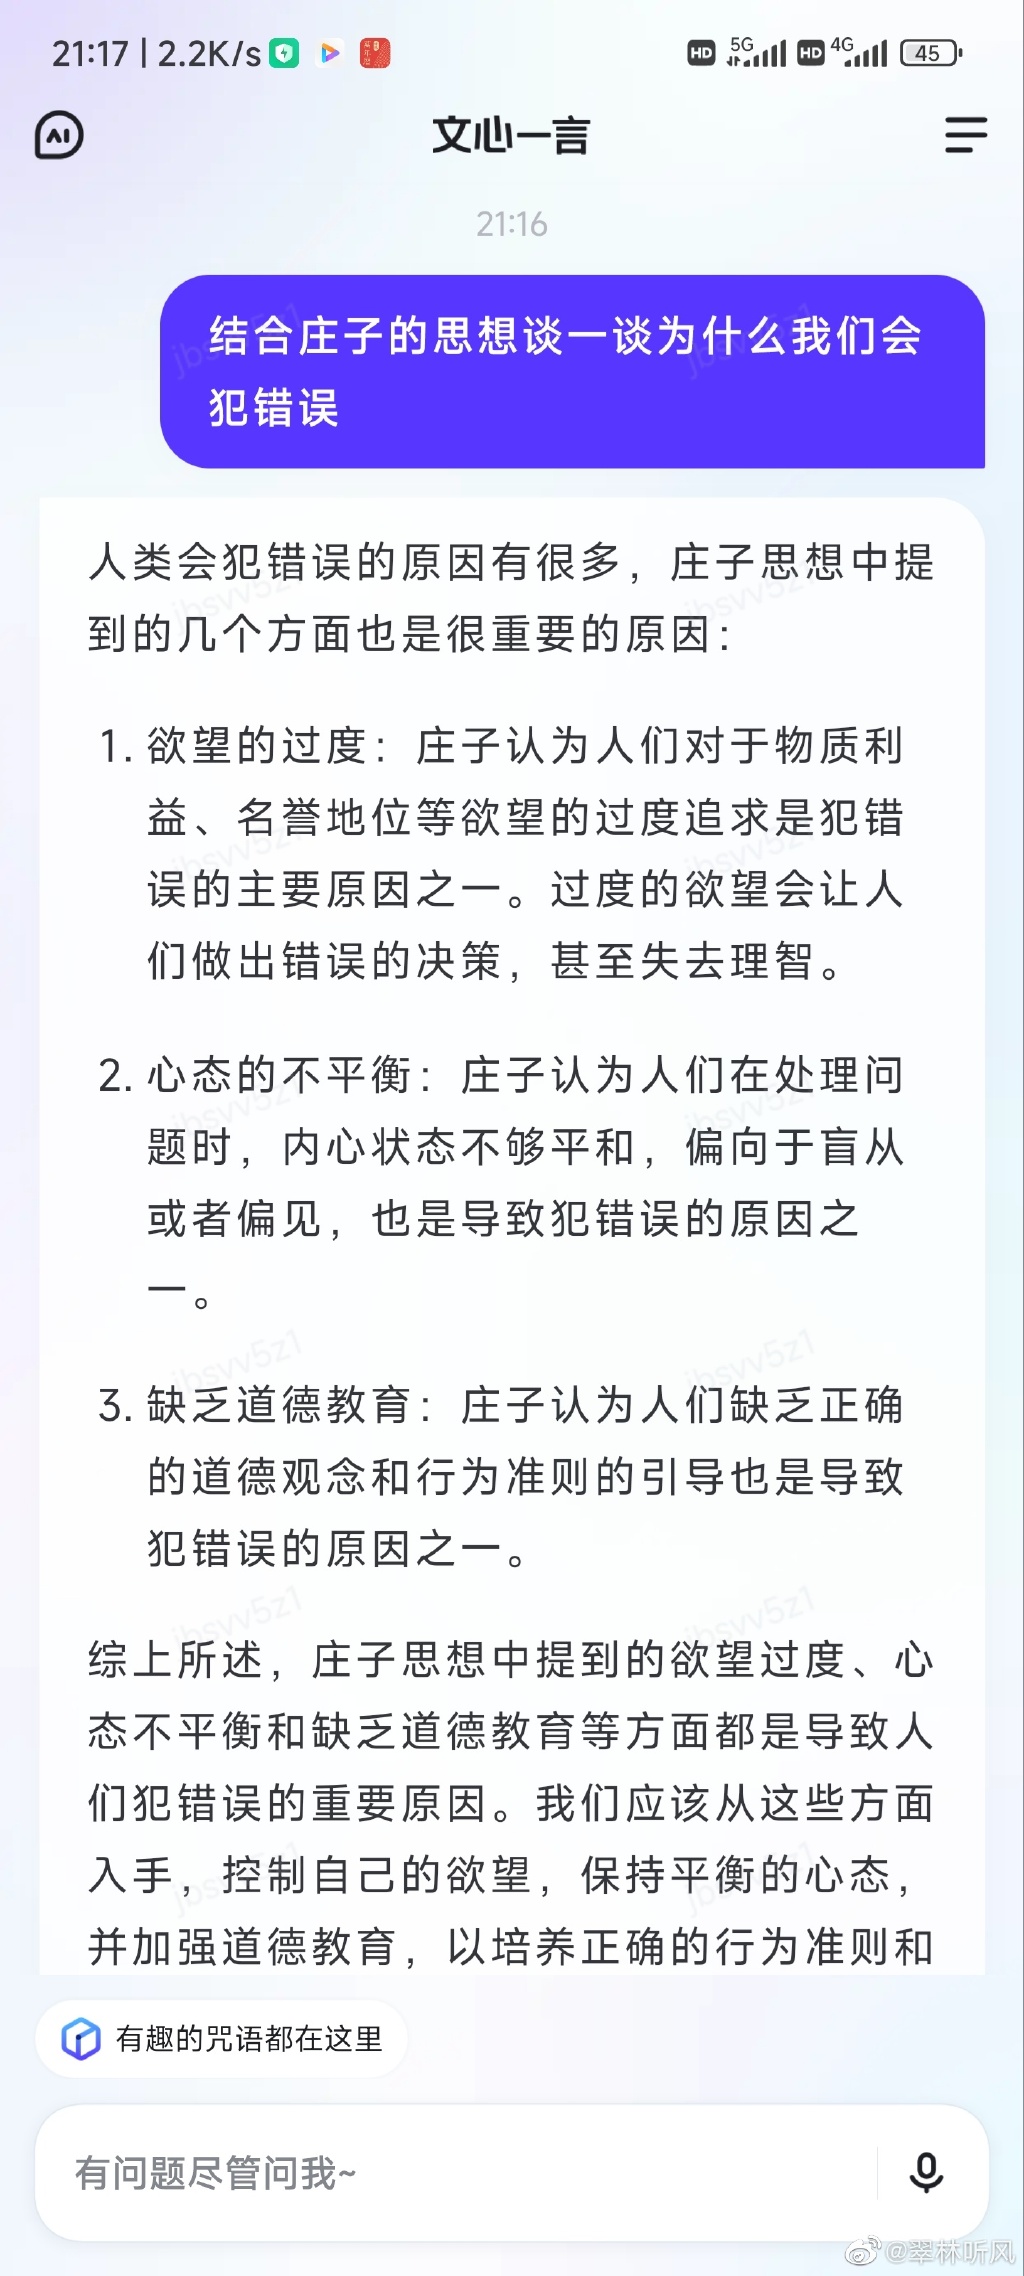 21:17 | 2.2K/s
HD 5G HD 4G 45
AI 文心一言
21:16
结合庄子的思想谈一谈为什么我们会
犯错误
人类会犯错误的原因有很多，庄子思想中提
到的几个方面也是很重要的原因：
1. 欲望的过度：庄子认为人们对于物质利
益、名誉地位等欲望的过度追求是犯错
误的主要原因之一。过度的欲望会让人
们做出错误的决策，甚至失去理智。
2. 心态的不平衡：庄子认为人们在处理问
题时，内心状态不够平和，偏向于盲从
或者偏见，也是导致犯错误的原因之
一。
3. 缺乏道德教育：庄子认为人们缺乏正确
的道德观念和行为准则的引导也是导致
犯错误的原因之一。
综上所述，庄子思想中提到的欲望过度、心
态不平衡和缺乏道德教育等方面都是导致人
们犯错误的重要原因。我们应该从这些方面
入手，控制自己的欲望，保持平衡的心态，
并加强道德教育，以培养正确的行为准则和
有趣的咒语都在这里
有问题尽管问我~
@翠林听风
jbsvv5z1